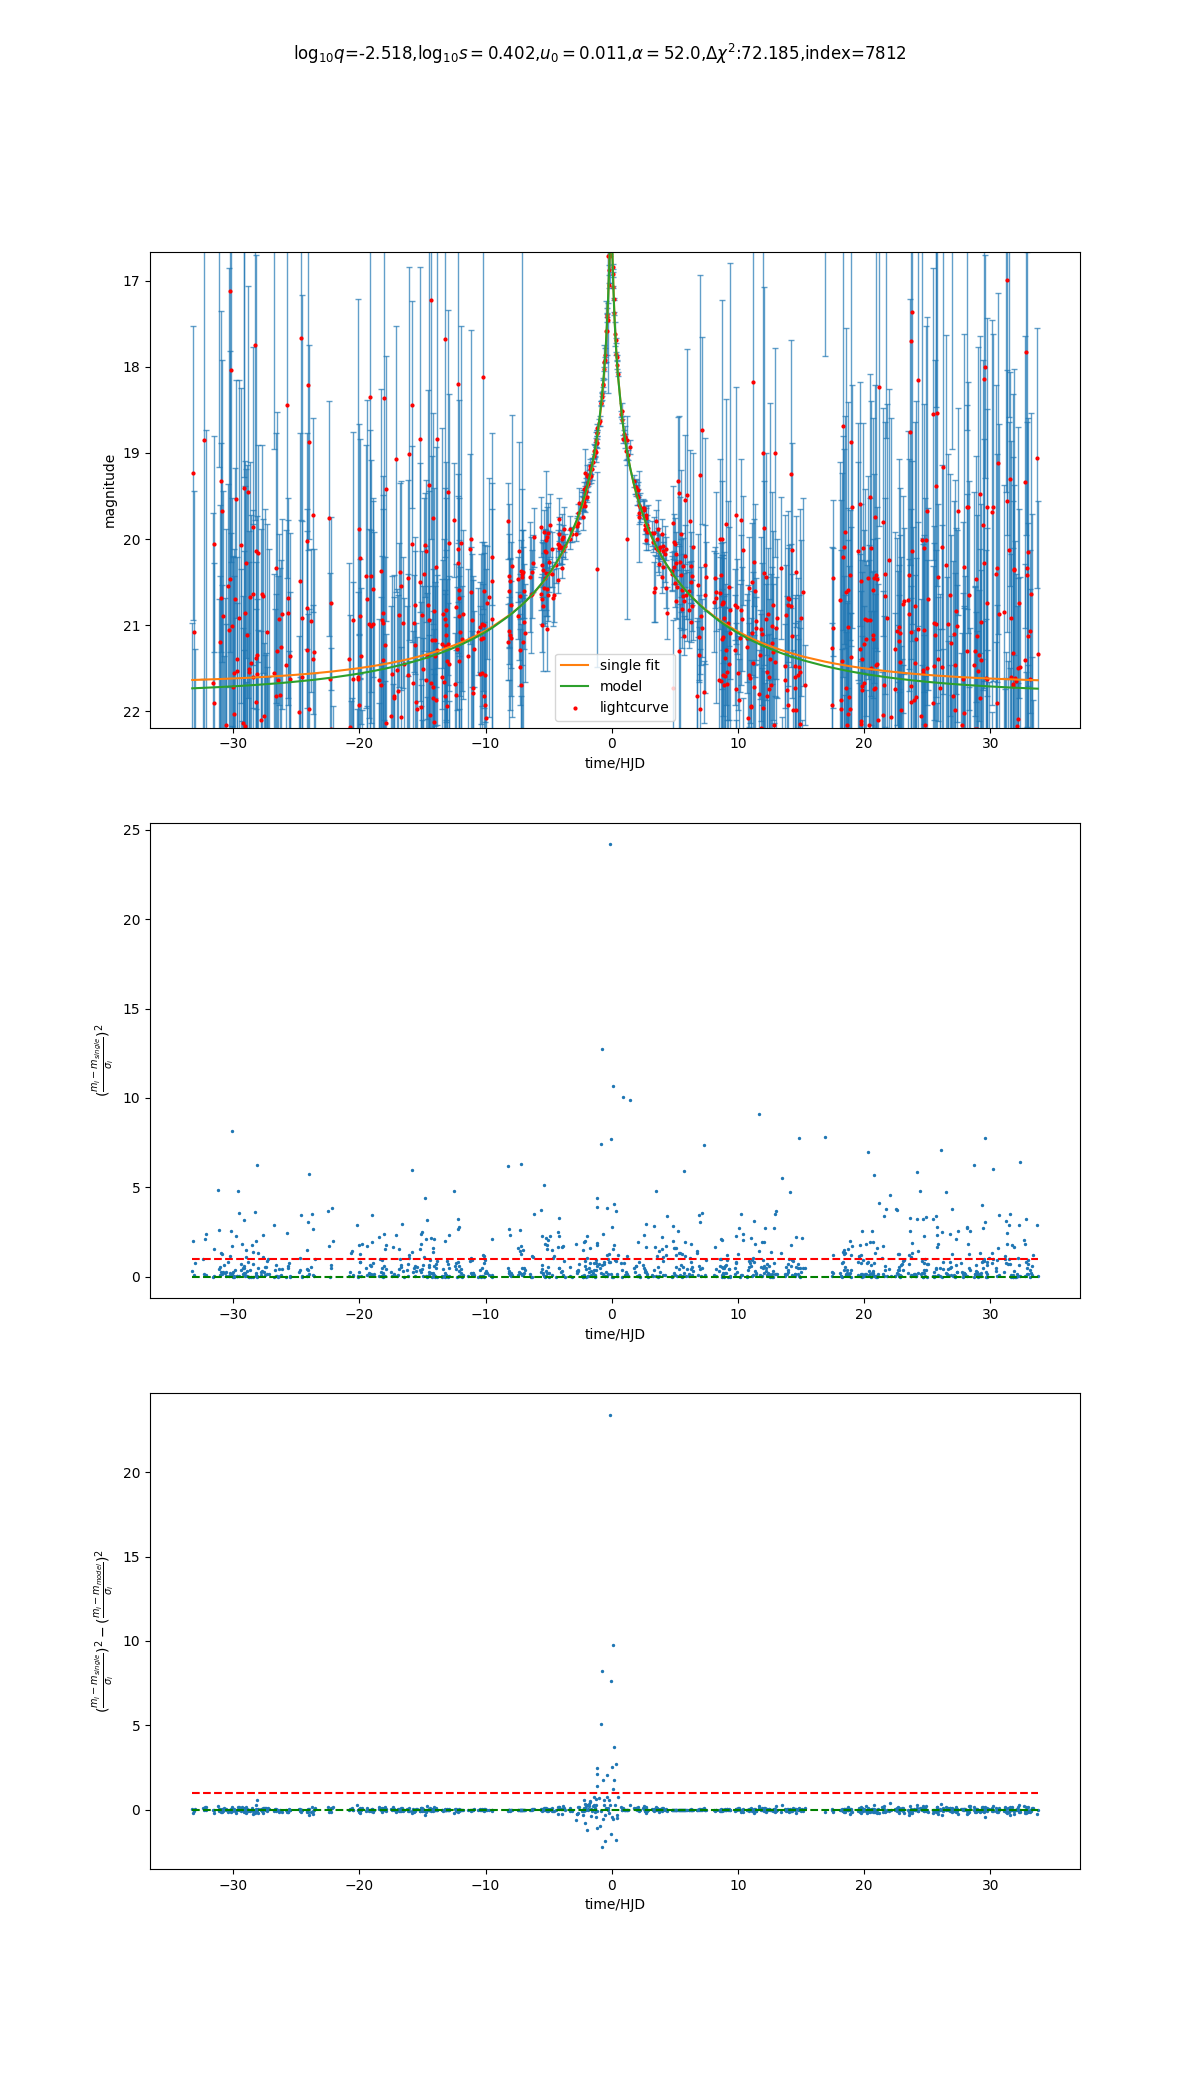 log₁₀q=-2.518,log₁₀s = 0.402,u₀ = 0.011,α = 52.0,Δχ²:72.185,index=7812
17
18
19
20
21
22
magnitude
single fit
model
lightcurve
−30 −20 −10 0 10 20 30
time/HJD
25
20
15
10
5
0
((mᵢ − m_single)/σᵢ)²
−30 −20 −10 0 10 20 30
time/HJD
20
15
10
5
0
((mᵢ − m_single)/σᵢ)² − ((mᵢ − m_model)/σᵢ)²
−30 −20 −10 0 10 20 30
time/HJD